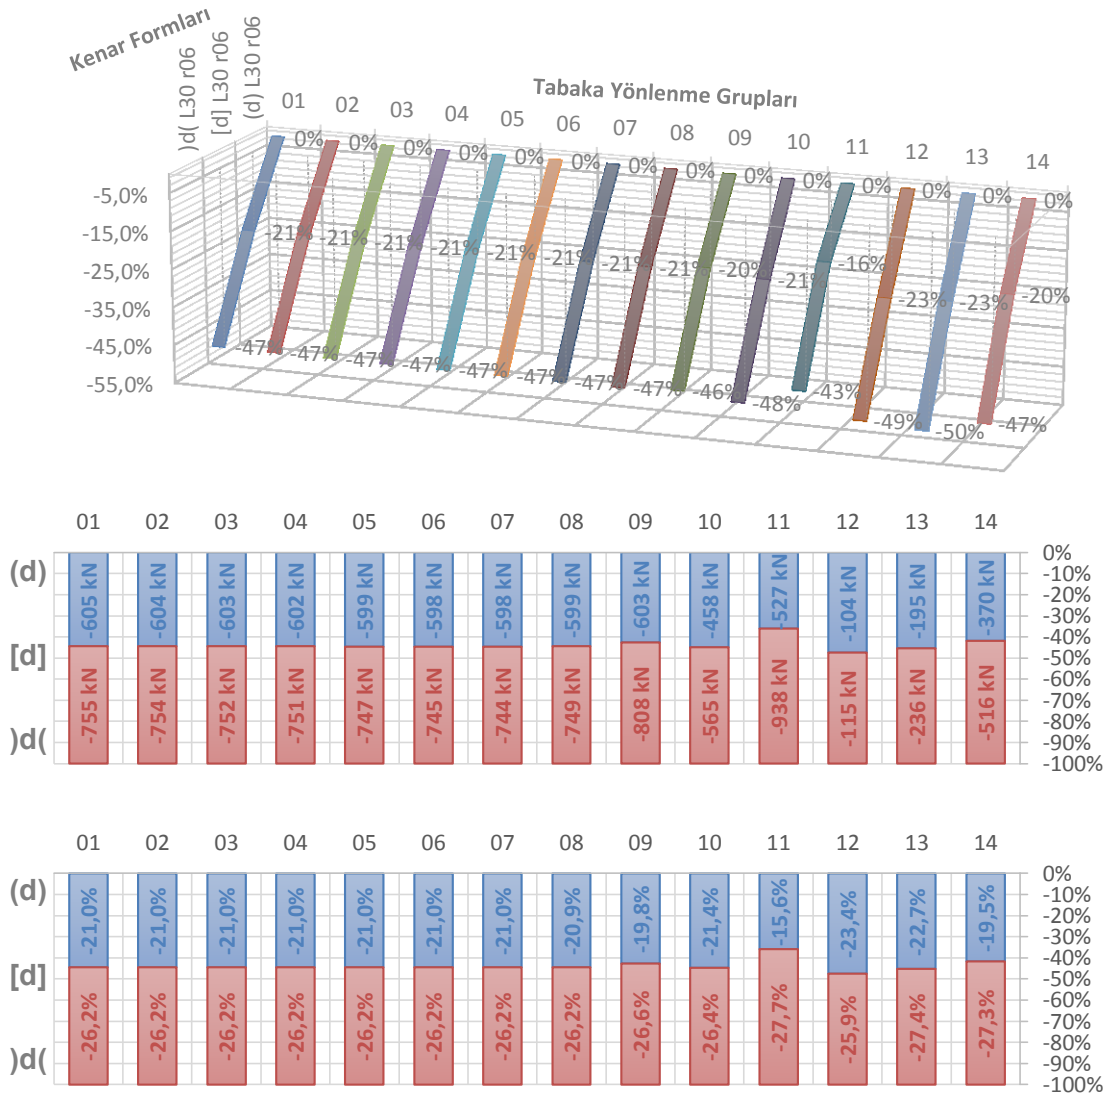 Kenar Formları
)d( L30 r06
[d] L30 r06
(d) L30 r06
Tabaka Yönlenme Grupları
01 02 03 04 05 06 07 08 09 10 11 12 13 14
0% 0% 0% 0% 0% 0% 0% 0% 0% 0% 0% 0% 0% 0%
-21% -21% -21% -21% -21% -21% -21% -21% -20% -21% -16% -23% -23% -20%
-47% -47% -47% -47% -47% -47% -47% -47% -46% -48% -43% -49% -50% -47%
-5,0%
-15,0%
-25,0%
-35,0%
-45,0%
-55,0%
01 02 03 04 05 06 07 08 09 10 11 12 13 14
(d)
[d]
)d(
-605 kN -604 kN -603 kN -602 kN -599 kN -598 kN -598 kN -599 kN -603 kN -458 kN -527 kN -104 kN -195 kN -370 kN
-755 kN -754 kN -752 kN -751 kN -747 kN -745 kN -744 kN -749 kN -808 kN -565 kN -938 kN -115 kN -236 kN -516 kN
0%
-10%
-20%
-30%
-40%
-50%
-60%
-70%
-80%
-90%
-100%
01 02 03 04 05 06 07 08 09 10 11 12 13 14
(d)
[d]
)d(
-21,0% -21,0% -21,0% -21,0% -21,0% -21,0% -21,0% -20,9% -19,8% -21,4% -15,6% -23,4% -22,7% -19,5%
-26,2% -26,2% -26,2% -26,2% -26,2% -26,2% -26,2% -26,2% -26,6% -26,4% -27,7% -25,9% -27,4% -27,3%
0%
-10%
-20%
-30%
-40%
-50%
-60%
-70%
-80%
-90%
-100%